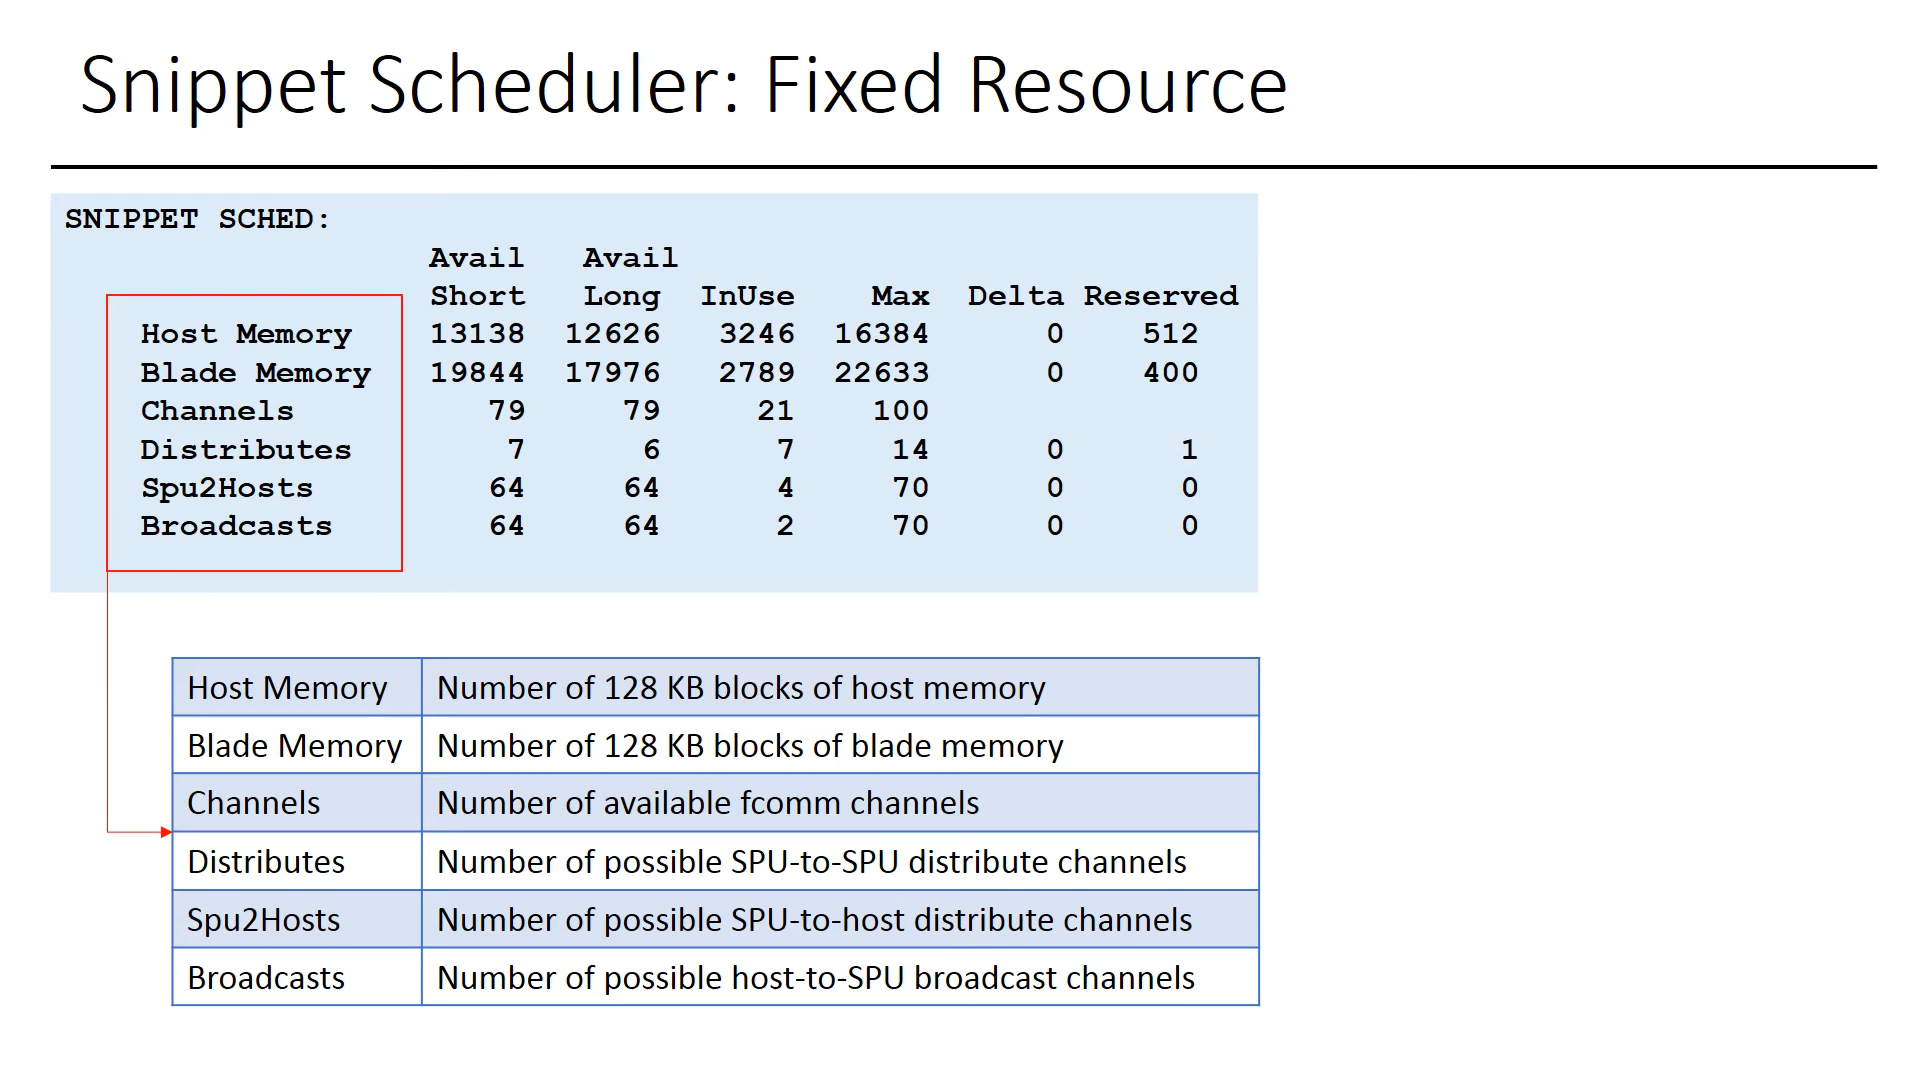 Snippet Scheduler: Fixed Resource
SNIPPET SCHED:
Avail Avail
Short Long InUse Max Delta Reserved
Host Memory 13138 12626 3246 16384 0 512
Blade Memory 19844 17976 2789 22633 0 400
Channels 79 79 21 100
Distributes 7 6 7 14 0 1
Spu2Hosts 64 64 4 70 0 0
Broadcasts 64 64 2 70 0 0
Host Memory Number of 128 KB blocks of host memory
Blade Memory Number of 128 KB blocks of blade memory
Channels Number of available fcomm channels
Distributes Number of possible SPU-to-SPU distribute channels
Spu2Hosts Number of possible SPU-to-host distribute channels
Broadcasts Number of possible host-to-SPU broadcast channels